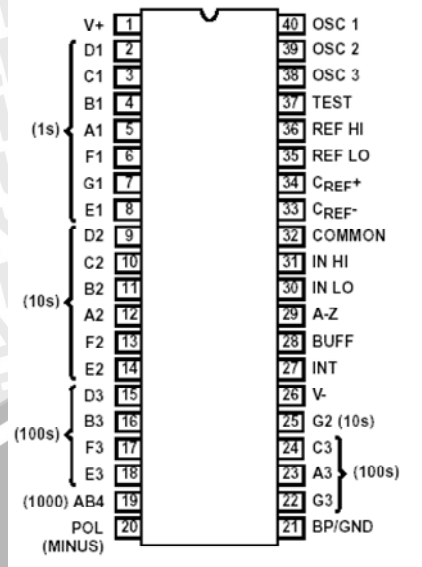 V+ 1 40 OSC 1
D1 2 39 OSC 2
C1 3 38 OSC 3
B1 4 37 TEST
(1s) A1 5 36 REF HI
F1 6 35 REF LO
G1 7 34 CREF+
E1 8 33 CREF-
D2 9 32 COMMON
C2 10 31 IN HI
B2 11 30 IN LO
(10s) A2 12 29 A-Z
F2 13 28 BUFF
E2 14 27 INT
D3 15 26 V-
B3 16 25 G2 (10s)
(100s) F3 17 24 C3
E3 18 23 A3 (100s)
(1000) AB4 19 22 G3
POL 20 21 BP/GND
(MINUS)